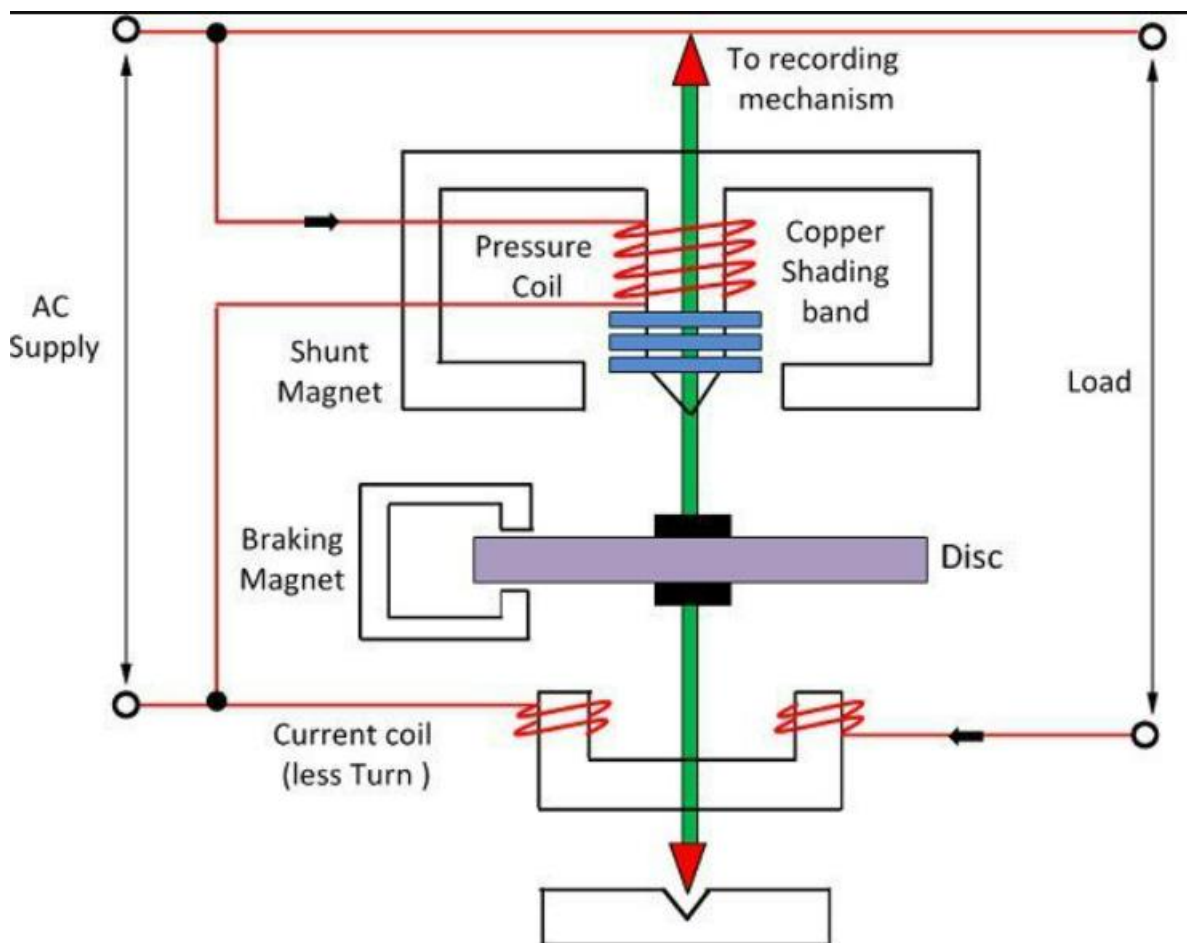 To recording
mechanism
Pressure
Coil
Copper
Shading
band
AC
Supply
Shunt
Magnet
Load
Braking
Magnet
Disc
Current coil
(less Turn )